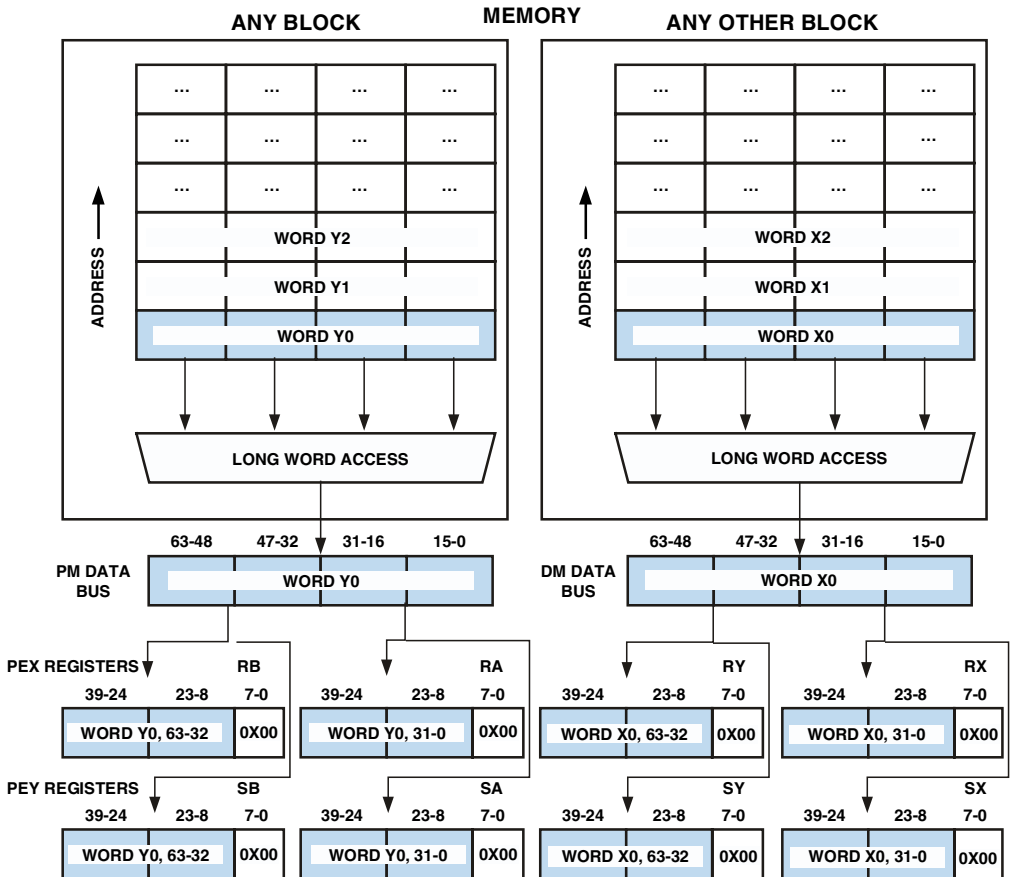 MEMORY
ANY BLOCK ANY OTHER BLOCK
... ... ... ... ... ... ... ...
... ... ... ... ... ... ... ...
... ... ... ... ... ... ... ...
ADDRESS ADDRESS
WORD Y2 WORD X2
WORD Y1 WORD X1
WORD Y0 WORD X0
LONG WORD ACCESS LONG WORD ACCESS
63-48 47-32 31-16 15-0 63-48 47-32 31-16 15-0
PM DATA BUS WORD Y0 DM DATA BUS WORD X0
PEX REGISTERS RB RA RY RX
39-24 23-8 7-0 39-24 23-8 7-0 39-24 23-8 7-0 39-24 23-8 7-0
WORD Y0, 63-32 0X00 WORD Y0, 31-0 0X00 WORD X0, 63-32 0X00 WORD X0, 31-0 0X00
PEY REGISTERS SB SA SY SX
39-24 23-8 7-0 39-24 23-8 7-0 39-24 23-8 7-0 39-24 23-8 7-0
WORD Y0, 63-32 0X00 WORD Y0, 31-0 0X00 WORD X0, 63-32 0X00 WORD X0, 31-0 0X00